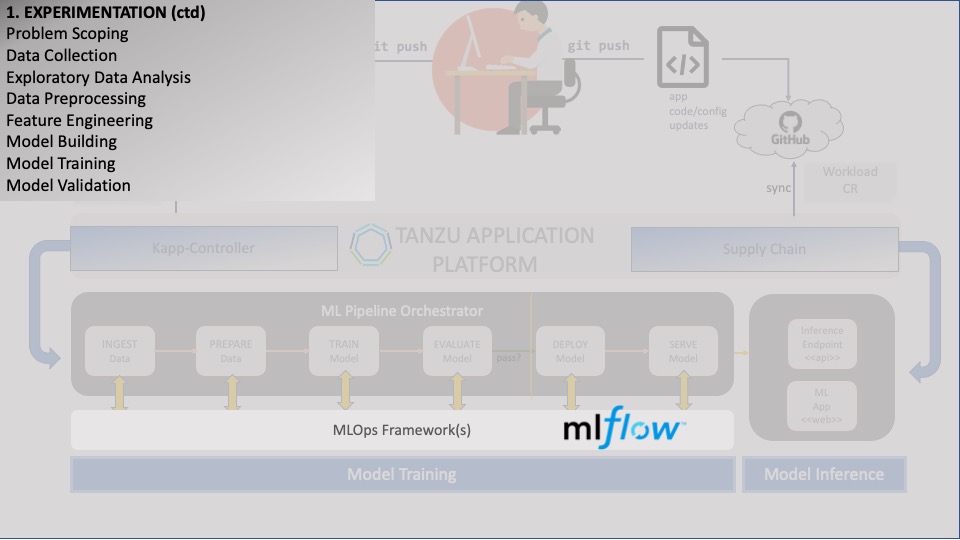 1. EXPERIMENTATION (ctd)
Problem Scoping
Data Collection
Exploratory Data Analysis
Data Preprocessing
Feature Engineering
Model Building
Model Training
Model Validation
it push
git push
app
code/config
updates
GitHub
sync
Workload
CR
Kapp-Controller
TANZU APPLICATION
PLATFORM
Supply Chain
ML Pipeline Orchestrator
INGEST
Data
PREPARE
Data
TRAIN
Model
EVALUATE
Model
pass?
DEPLOY
Model
SERVE
Model
Inference
Endpoint
<<api>>
ML
App
<<web>>
MLOps Framework(s)
mlflow™
Model Training
Model Inference